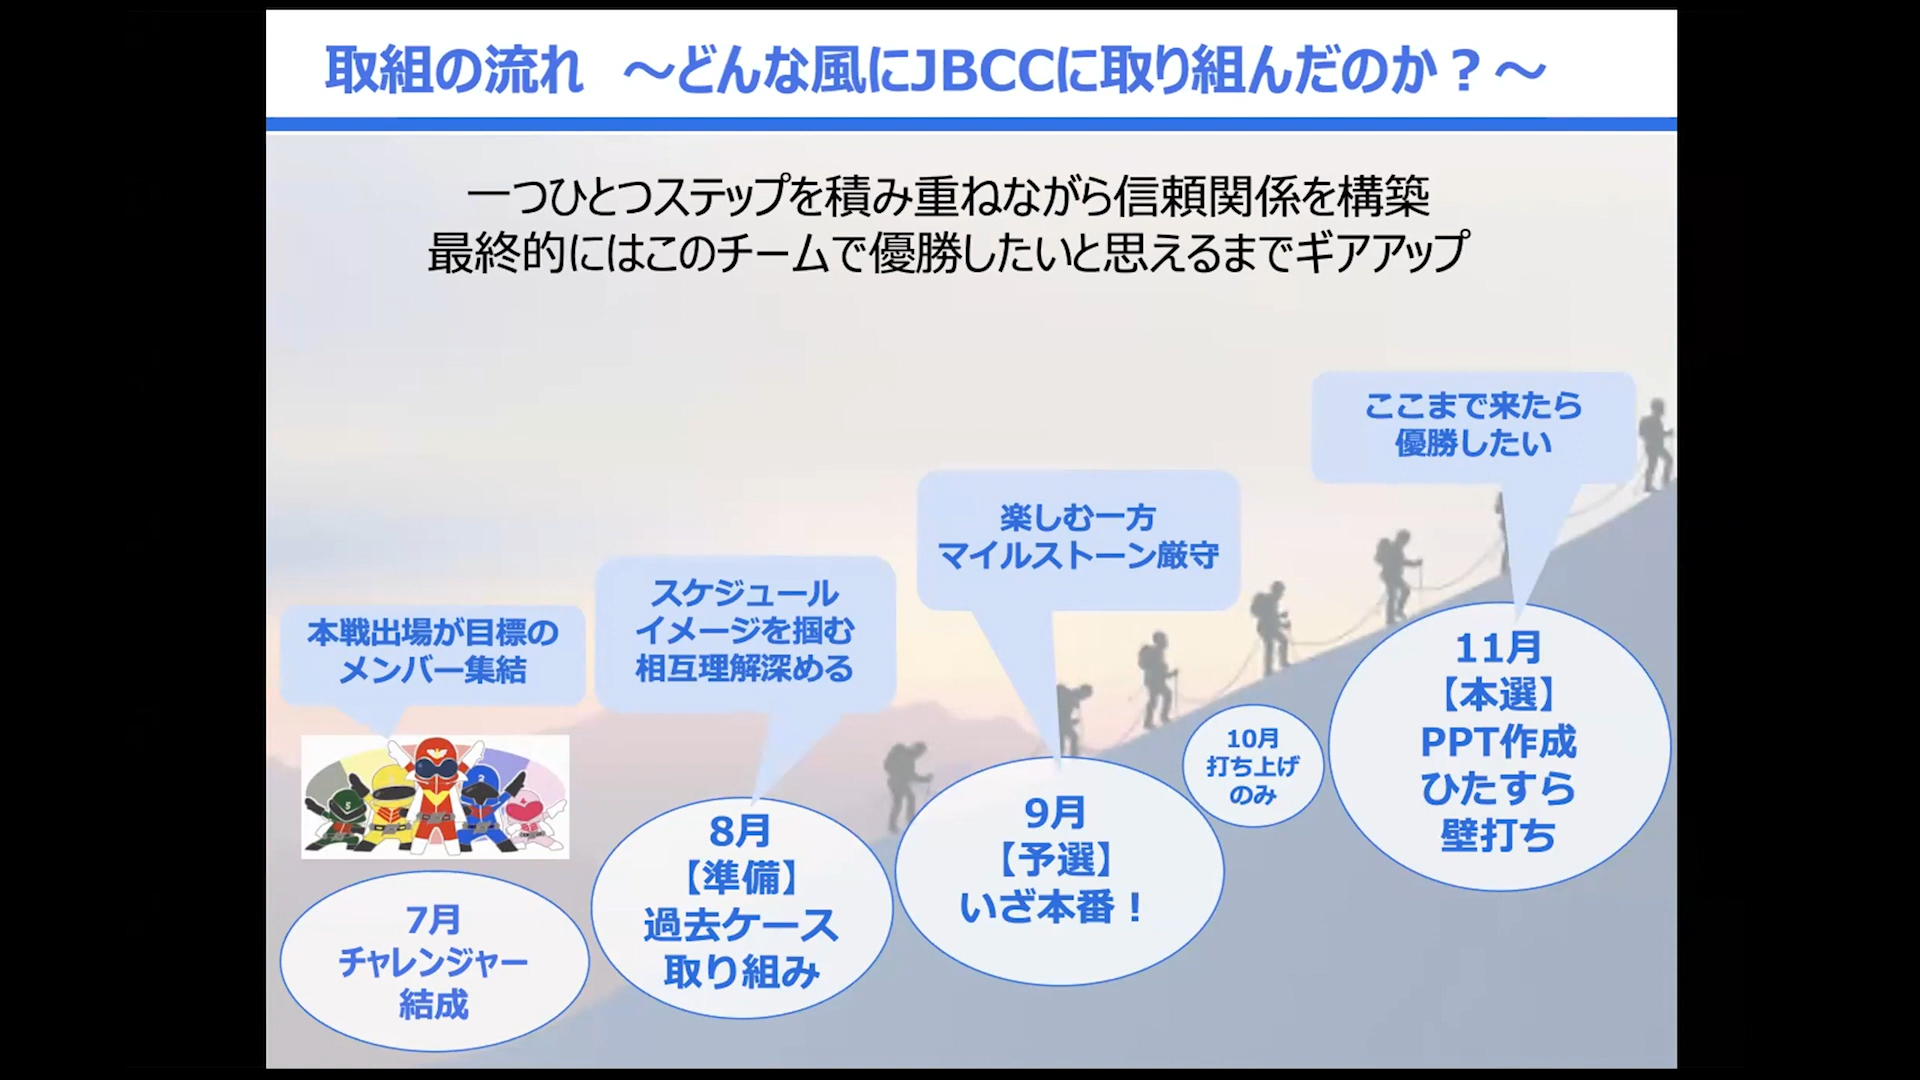 取組の流れ ～どんな風にJBCCに取り組んだのか？～
一つひとつステップを積み重ねながら信頼関係を構築
最終的にはこのチームで優勝したいと思えるまでギアアップ
本戦出場が目標の
メンバー集結
7月
チャレンジャー
結成
スケジュール
イメージを掴む
相互理解深める
8月
【準備】
過去ケース
取り組み
楽しむ一方
マイルストーン厳守
9月
【予選】
いざ本番！
10月
打ち上げ
のみ
ここまで来たら
優勝したい
11月
【本選】
PPT作成
ひたすら
壁打ち